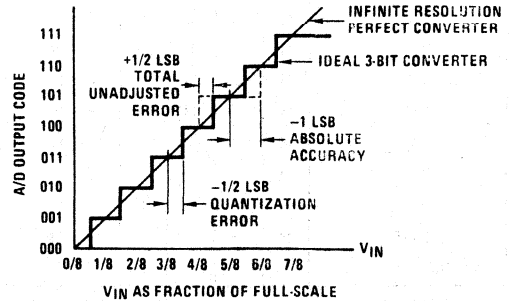 INFINITE RESOLUTION
PERFECT CONVERTER
IDEAL 3-BIT CONVERTER
+1/2 LSB
TOTAL
UNADJUSTED
ERROR
-1 LSB
ABSOLUTE
ACCURACY
-1/2 LSB
QUANTIZATION
ERROR
A/D OUTPUT CODE
111
110
101
100
011
010
001
000
0/8 1/8 2/8 3/8 4/8 5/8 6/8 7/8
VIN
VIN AS FRACTION OF FULL-SCALE